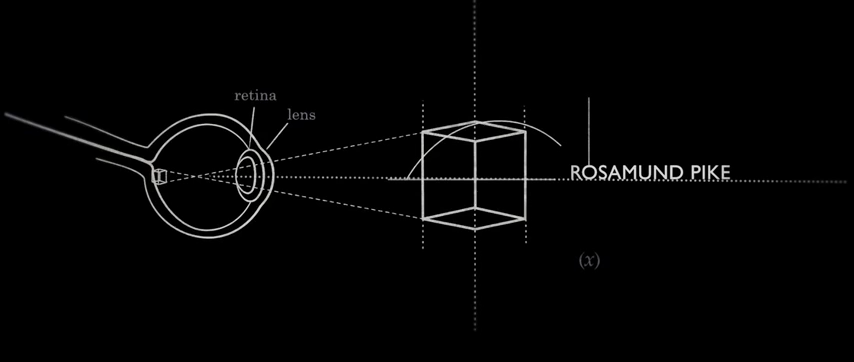 retina
lens
ROSAMUND PIKE
(x)